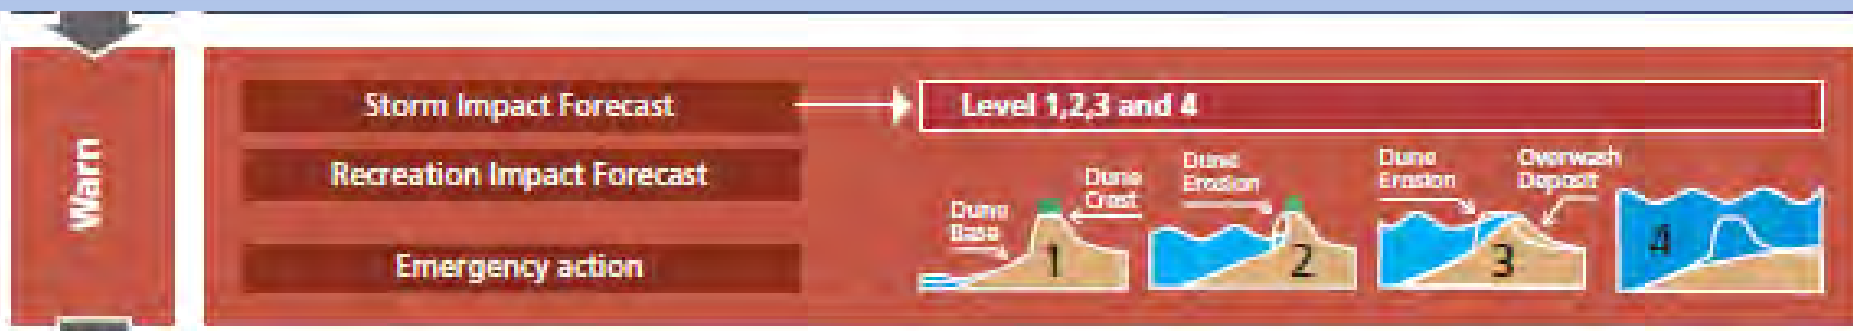 Warn
Storm Impact Forecast
Level 1,2,3 and 4
Recreation Impact Forecast
Emergency action
Dune
Base
Dune
Crest
1
Dune
Erosion
2
Dune
Erosion
Overwash
Deposit
3
4